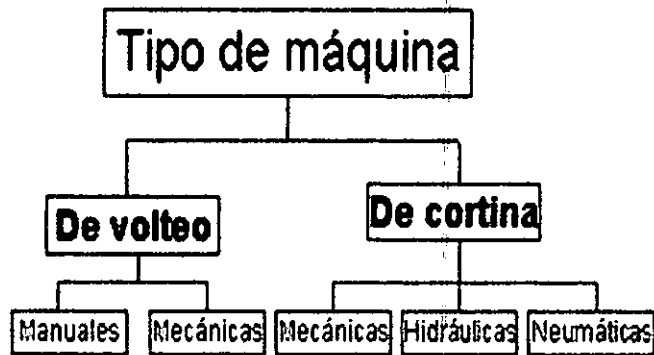 Tipo de máquina
De volteo
De cortina
Manuales
Mecánicas
Mecánicas
Hidráulicas
Neumáticas